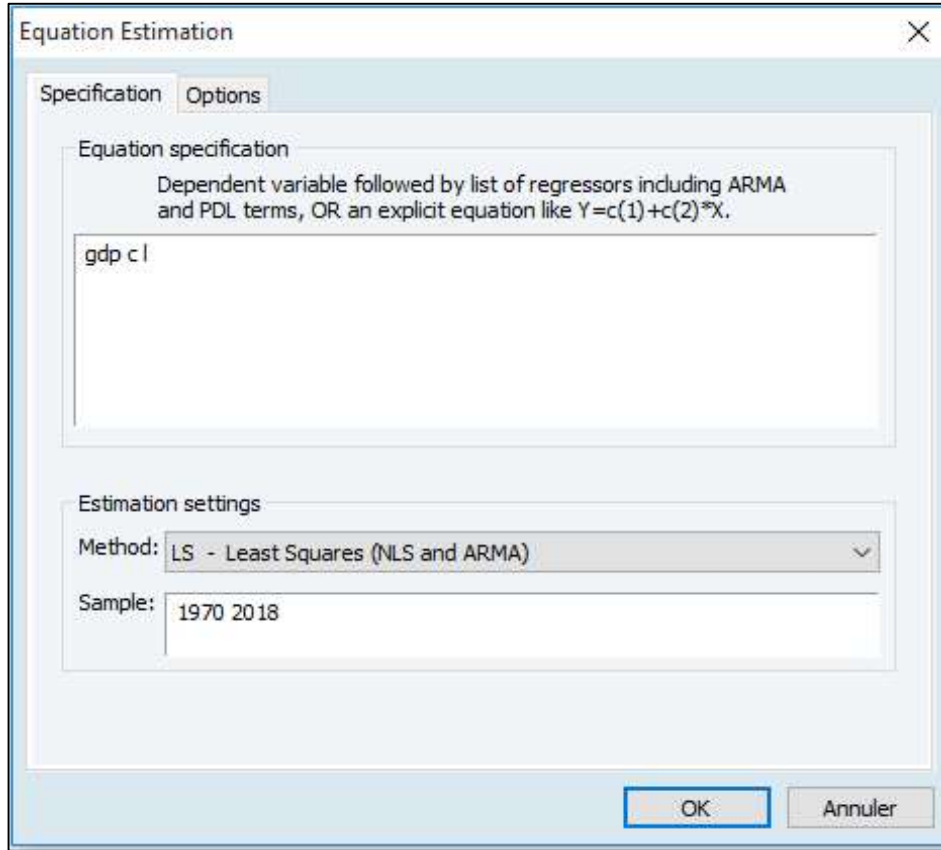 Equation Estimation
Specification Options
Equation specification
Dependent variable followed by list of regressors including ARMA
and PDL terms, OR an explicit equation like Y=c(1)+c(2)*X.
gdp c l
Estimation settings
Method: LS - Least Squares (NLS and ARMA)
Sample: 1970 2018
OK Annuler